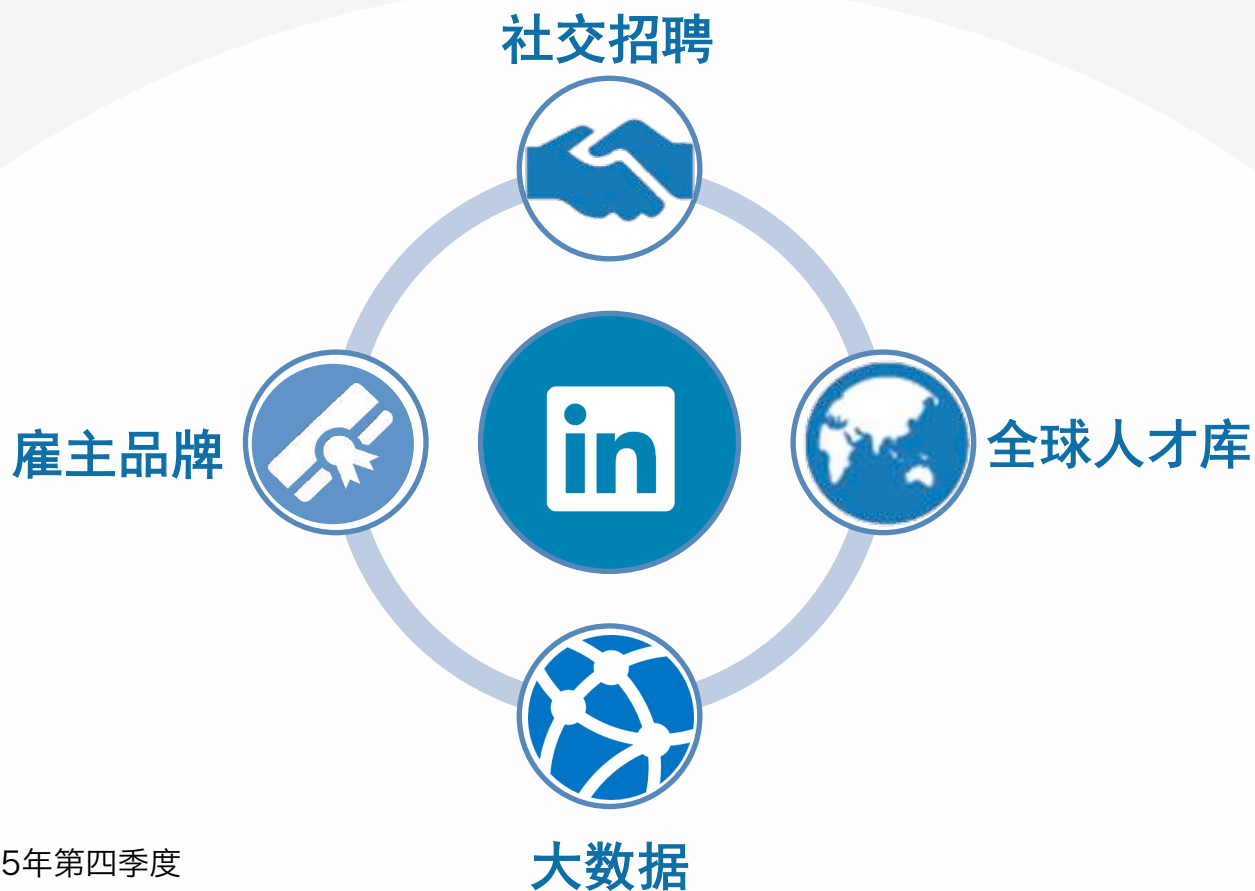 社交招聘
雇主品牌
in
全球人才库
5年第四季度
大数据